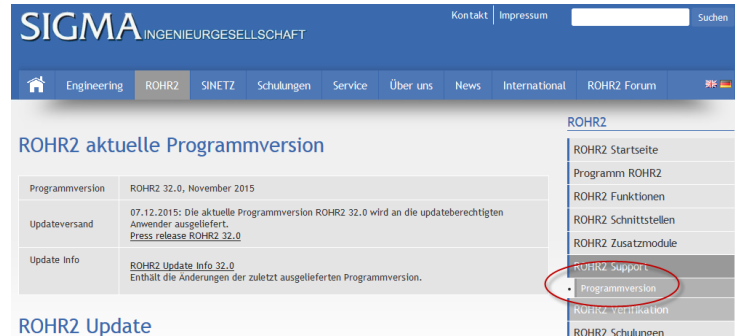 SIGMA INGENIEURGESELLSCHAFT
Kontakt | Impressum
Suchen
Engineering ROHR2 SINETZ Schulungen Service Über uns News International ROHR2 Forum
ROHR2 aktuelle Programmversion
Programmversion ROHR2 32.0, November 2015
Updateversand 07.12.2015: Die aktuelle Programmversion ROHR2 32.0 wird an die updateberechtigten
Anwender ausgeliefert.
Press release ROHR2 32.0
Update Info ROHR2 Update Info 32.0
Enthält die Änderungen der zuletzt ausgelieferten Programmversion.
ROHR2 Update
ROHR2
ROHR2 Startseite
Programm ROHR2
ROHR2 Funktionen
ROHR2 Schnittstellen
ROHR2 Zusatzmodule
ROHR2 Support
Programmversion
ROHR2 Verifikation
ROHR2 Schulungen